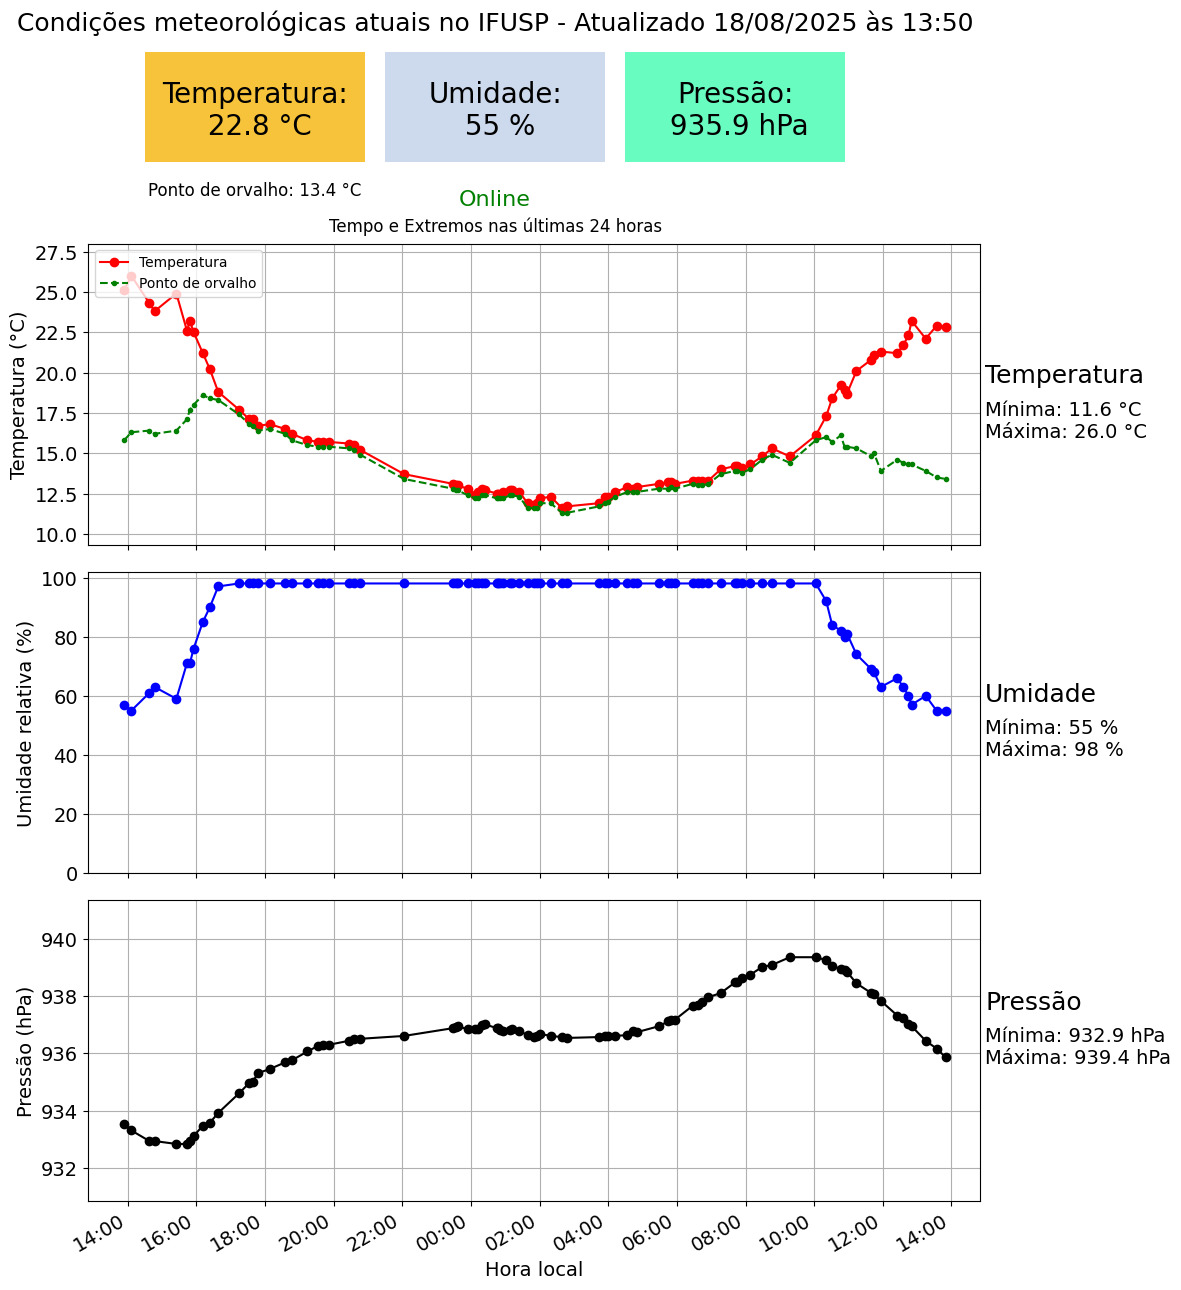 Condições meteorológicas atuais no IFUSP - Atualizado 18/08/2025 às 13:50
Temperatura:
22.8 °C
Umidade:
55 %
Pressão:
935.9 hPa
Ponto de orvalho: 13.4 °C
Online
Tempo e Extremos nas últimas 24 horas
Temperatura (°C)
27.5
25.0
22.5
20.0
17.5
15.0
12.5
10.0
Temperatura
Ponto de orvalho
Temperatura
Mínima: 11.6 °C
Máxima: 26.0 °C
Umidade relativa (%)
100
80
60
40
20
0
Umidade
Mínima: 55 %
Máxima: 98 %
Pressão (hPa)
940
938
936
934
932
Pressão
Mínima: 932.9 hPa
Máxima: 939.4 hPa
14:00 16:00 18:00 20:00 22:00 00:00 02:00 04:00 06:00 08:00 10:00 12:00 14:00
Hora local